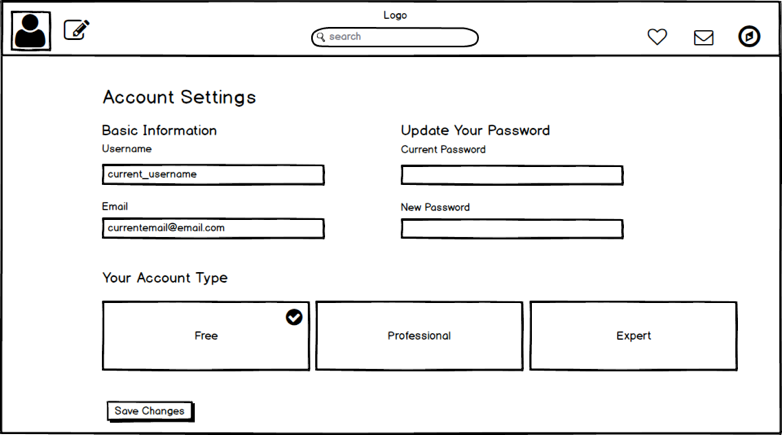 Logo
search
Account Settings
Basic Information
Username
current_username
Email
currentemail@email.com
Update Your Password
Current Password
New Password
Your Account Type
Free
Professional
Expert
Save Changes